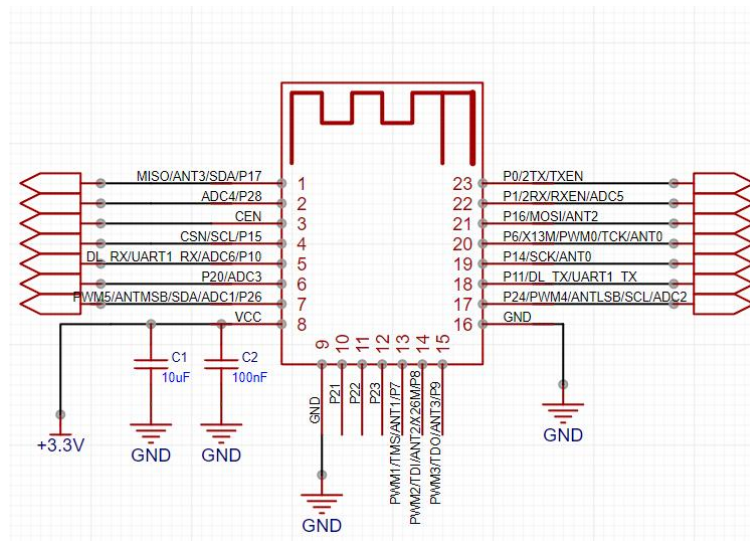 MISO/ANT3/SDA/P17
1
23
P0/2TX/TXEN
ADC4/P28
2
22
P1/2RX/RXEN/ADC5
CEN
3
21
P16/MOSI/ANT2
CSN/SCL/P15
4
20
P6/X13M/PWM0/TCK/ANT0
DL_RX/UART1_RX/ADC6/P10
5
19
P14/SCK/ANT0
P20/ADC3
6
18
P11/DL_TX/UART1_TX
PWM5/ANTMSB/SDA/ADC1/P26
7
17
P24/PWM4/ANTLSB/SCL/ADC2
VCC
8
16
GND
9
10
11
12
13
14
15
C1
10uF
C2
100nF
GND
P21
P22
P23
PWM1/TMS/ANT1/P7
PWM2/TDI/ANT2/X26M/P8
PWM3/TDO/ANT3/P9
+3.3V
GND
GND
GND
GND